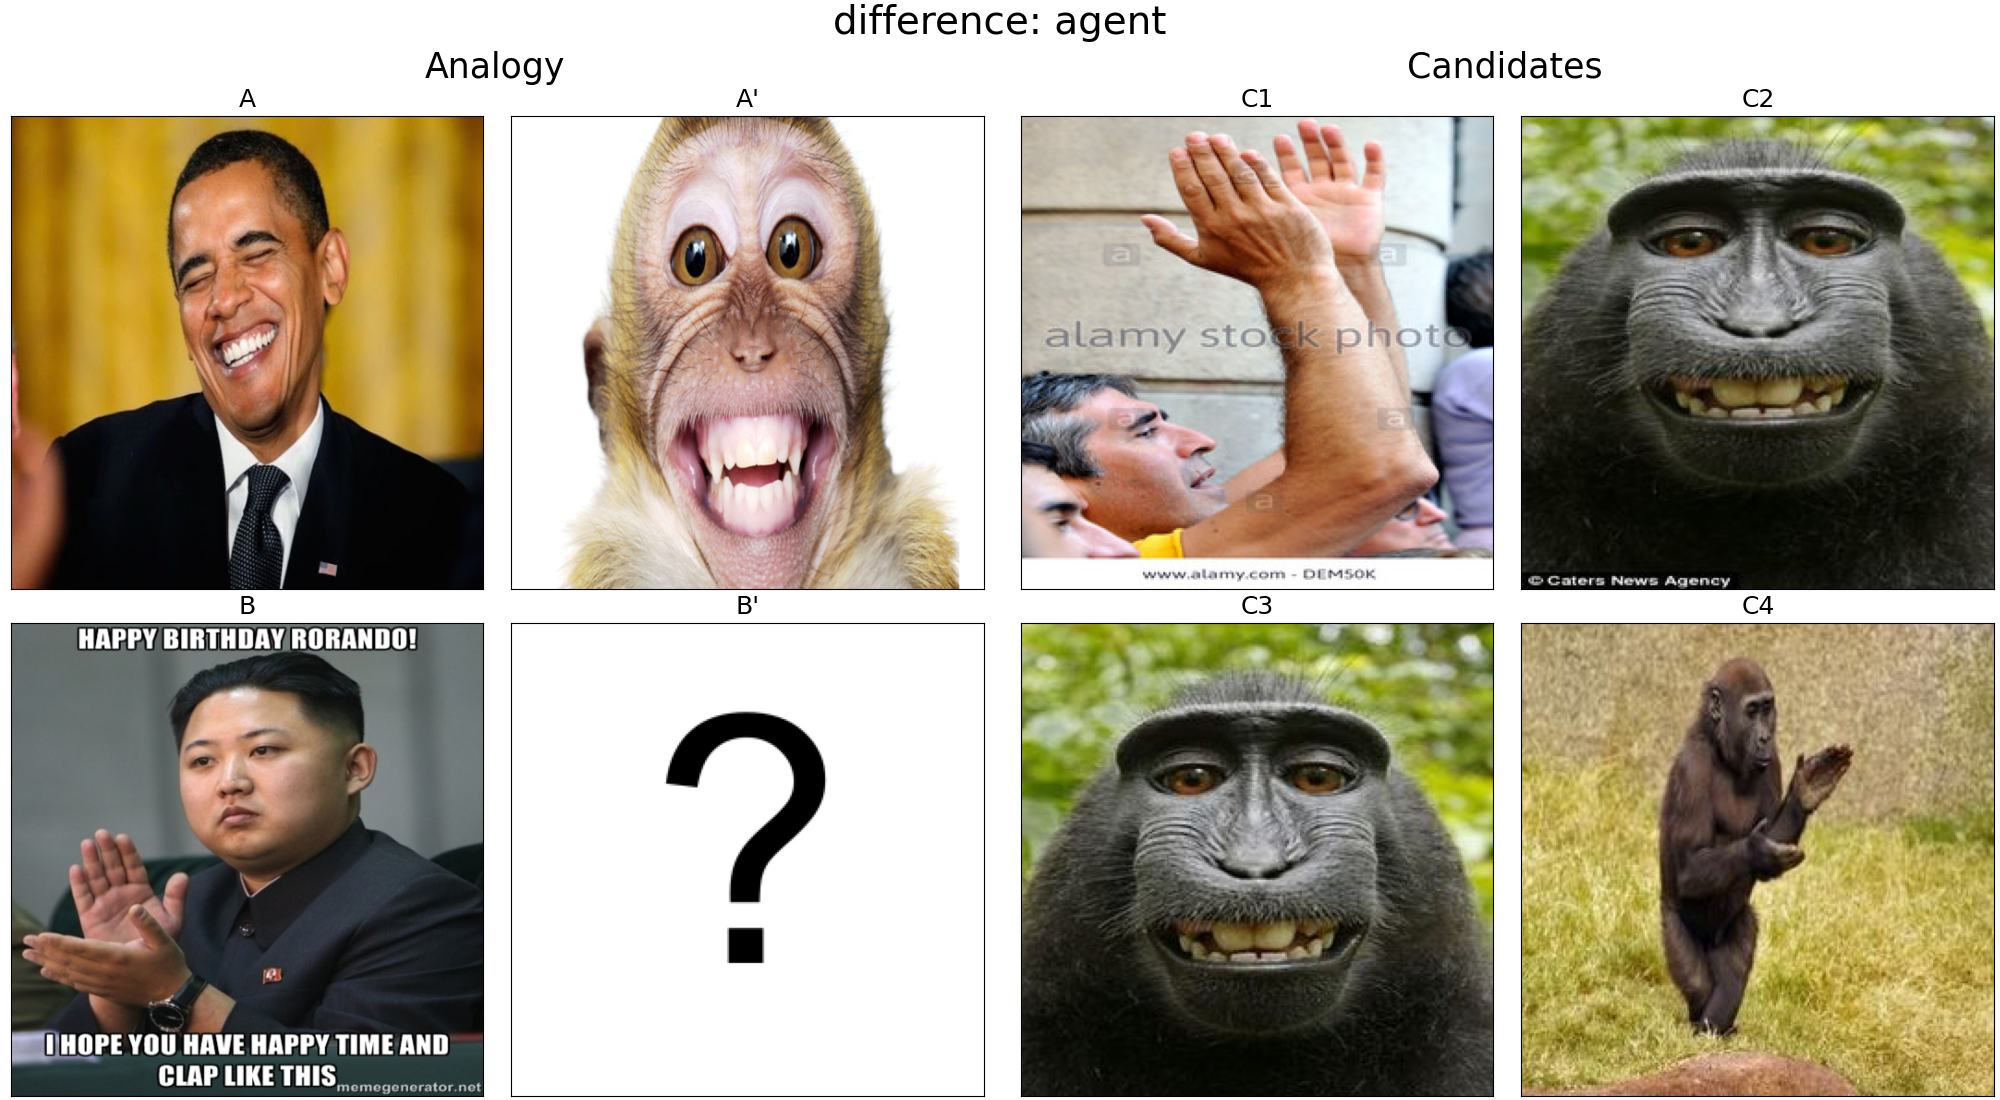 difference: agent
Analogy
Candidates
A
A'
C1
C2
alamy stock photo
a
a
a
a
a
www.alamy.com - DEM50K
© Caters News Agency
B
B'
C3
C4
HAPPY BIRTHDAY RORANDO!
I HOPE YOU HAVE HAPPY TIME AND
CLAP LIKE THIS
memegenerator.net
?